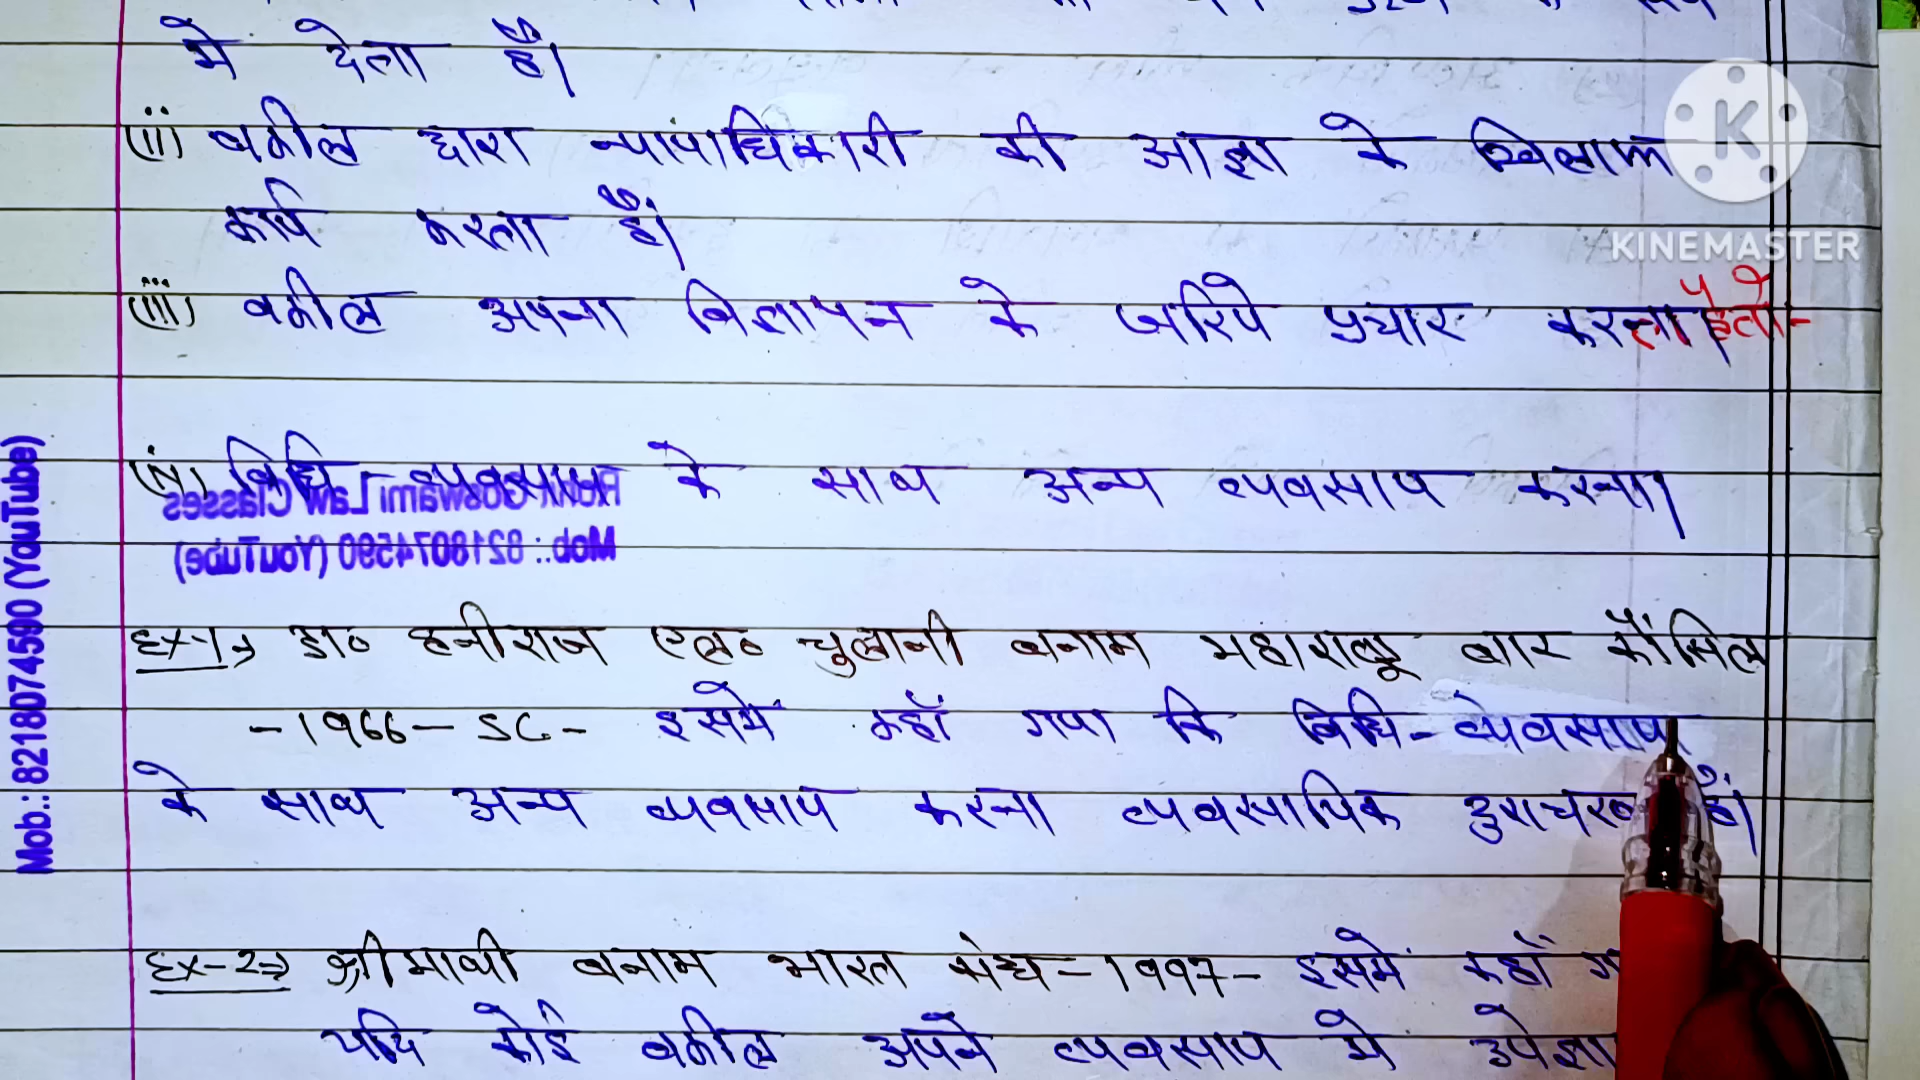 मे देता है।
(ii) वकील द्वारा न्यायाधिकारी की आज्ञा के खिलाफ
कार्य करता है।
(iii) वकील अपना विज्ञापन के जरिये प्रचार करता
(iv) विधि-व्यवसाय के साथ अन्य व्यवसाय करना।
Goswami Law Classes
Mob.: 8218074590 (YouTube)
Ex-1→ डा० हनीराज एल० चुलानी बनाम महाराष्ट्र बार कौंसिल
-1966-SC- इसमें कहाँ गया कि विधि-व्येवसाय
के साथ अन्य व्यवसाय करना व्यवसायिक दुराचरण है।
Ex-2→ श्रीमावी बनाम भारत संघ-1997- इसमें कहाँ
यदि कोई वकील अपने व्यवसाय मे उपेक्षा
Mob.: 8218074590 (YouTube)
K
KINEMASTER